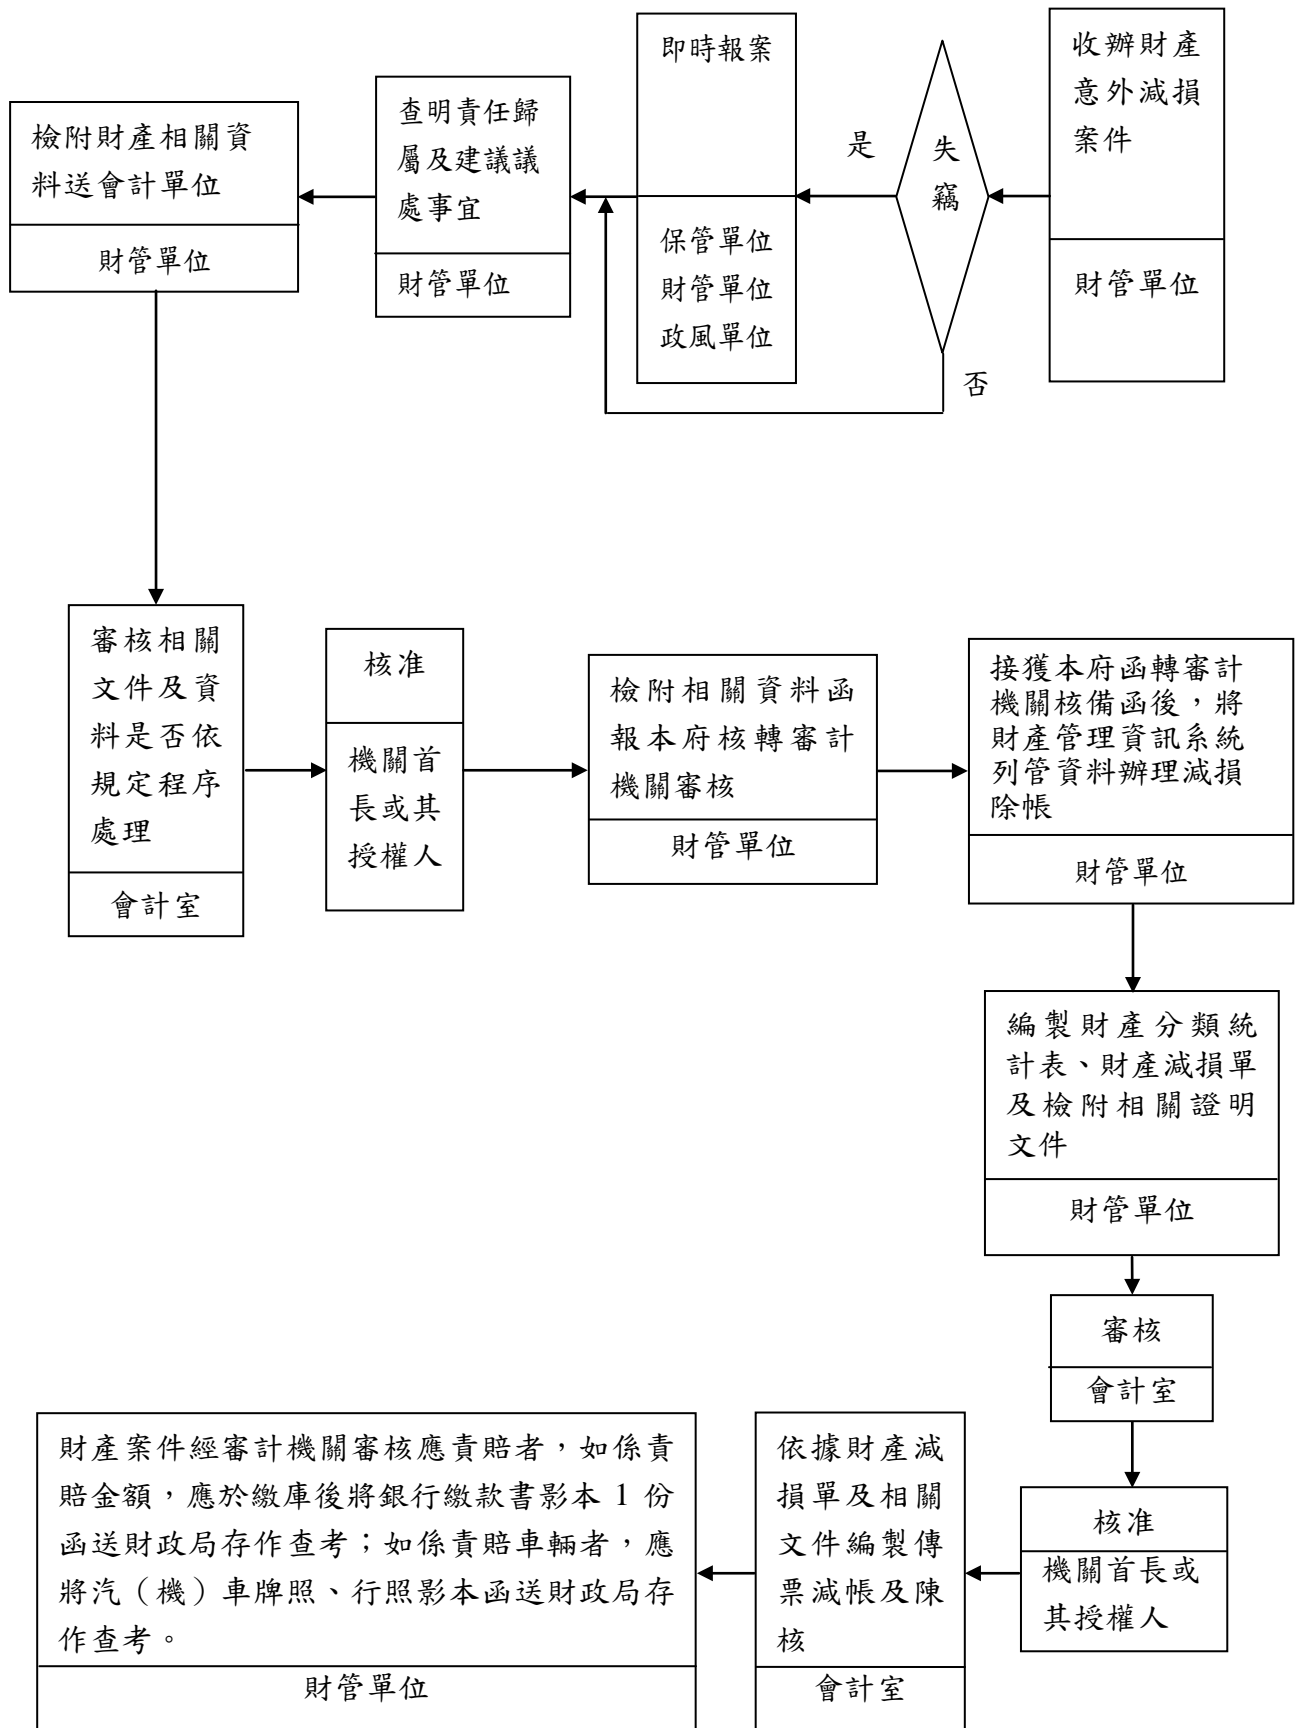 收辦財產
意外減損
案件
財管單位
失
竊
是
否
即時報案
保管單位
財管單位
政風單位
查明責任歸
屬及建議議
處事宜
財管單位
檢附財產相關資
料送會計單位
財管單位
審核相關
文件及資
料是否依
規定程序
處理
會計室
核准
機關首
長或其
授權人
檢附相關資料函
報本府核轉審計
機關審核
財管單位
接獲本府函轉審計
機關核備函後，將
財產管理資訊系統
列管資料辦理減損
除帳
財管單位
編製財產分類統
計表、財產減損單
及檢附相關證明
文件
財管單位
審核
會計室
核准
機關首長或
其授權人
依據財產減
損單及相關
文件編製傳
票減帳及陳
核
會計室
財產案件經審計機關審核應責賠者，如係責
賠金額，應於繳庫後將銀行繳款書影本 1 份
函送財政局存作查考；如係責賠車輛者，應
將汽（機）車牌照、行照影本函送財政局存
作查考。
財管單位